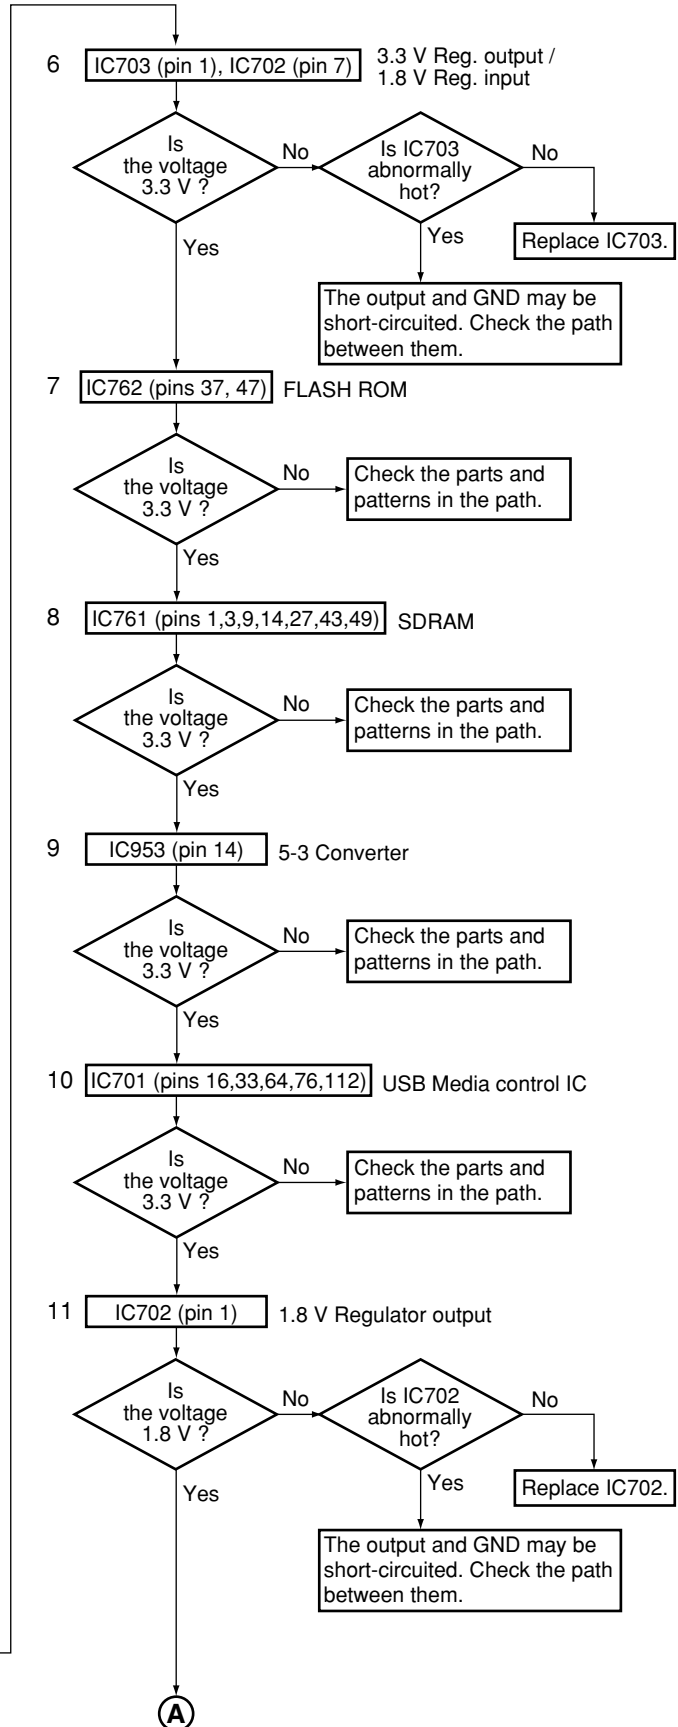 6
IC703 (pin 1), IC702 (pin 7)
3.3 V Reg. output /
1.8 V Reg. input
Is
the voltage
3.3 V ?
No
Is IC703
abnormally
hot?
No
Yes
Yes
Replace IC703.
The output and GND may be
short-circuited. Check the path
between them.
7
IC762 (pins 37, 47)
FLASH ROM
Is
the voltage
3.3 V ?
No
Check the parts and
patterns in the path.
Yes
8
IC761 (pins 1,3,9,14,27,43,49)
SDRAM
Is
the voltage
3.3 V ?
No
Check the parts and
patterns in the path.
Yes
9
IC953 (pin 14)
5-3 Converter
Is
the voltage
3.3 V ?
No
Check the parts and
patterns in the path.
Yes
10
IC701 (pins 16,33,64,76,112)
USB Media control IC
Is
the voltage
3.3 V ?
No
Check the parts and
patterns in the path.
Yes
11
IC702 (pin 1)
1.8 V Regulator output
Is
the voltage
1.8 V ?
No
Is IC702
abnormally
hot?
No
Yes
Yes
Replace IC702.
The output and GND may be
short-circuited. Check the path
between them.
A